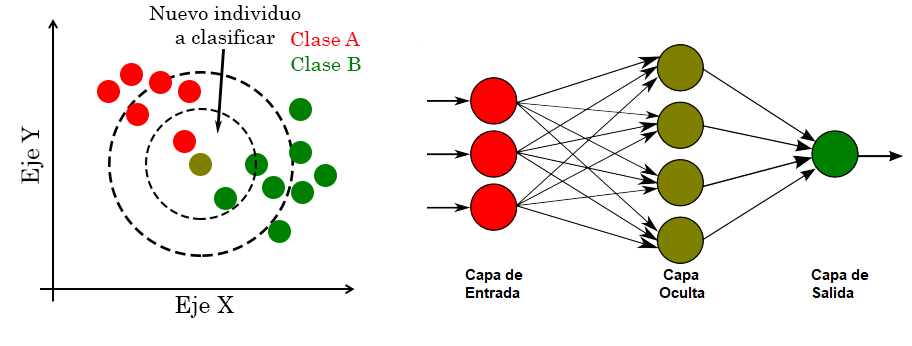 Nuevo individuo
a clasificar
Clase A
Clase B
Eje Y
Eje X
Capa de
Entrada
Capa
Oculta
Capa de
Salida